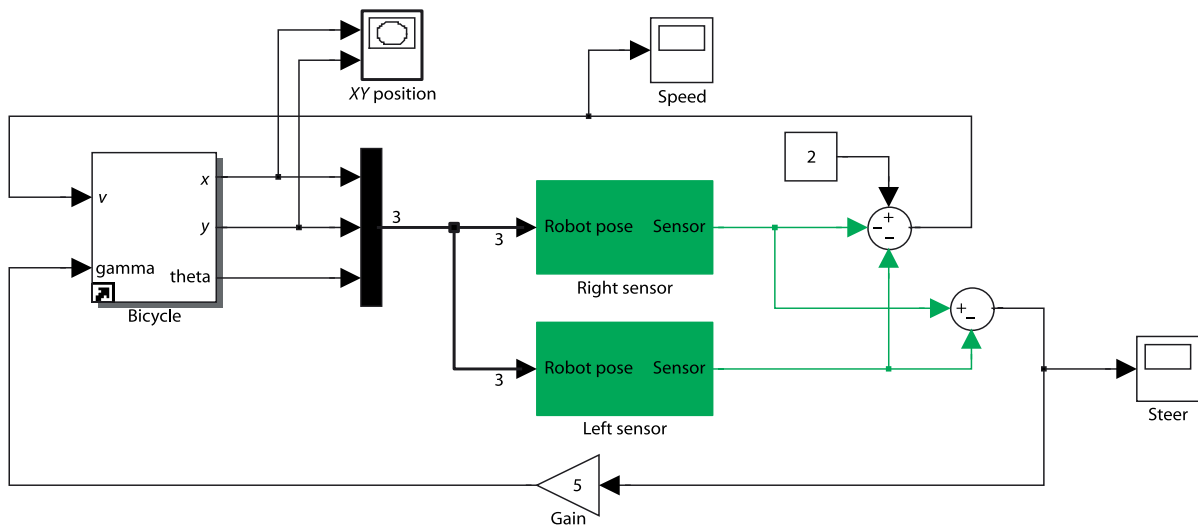 XY position
Speed
2
v
x
y
gamma
theta
Bicycle
3
3
Robot pose Sensor
Right sensor
− + −
+ −
3
Robot pose Sensor
Left sensor
Steer
5
Gain